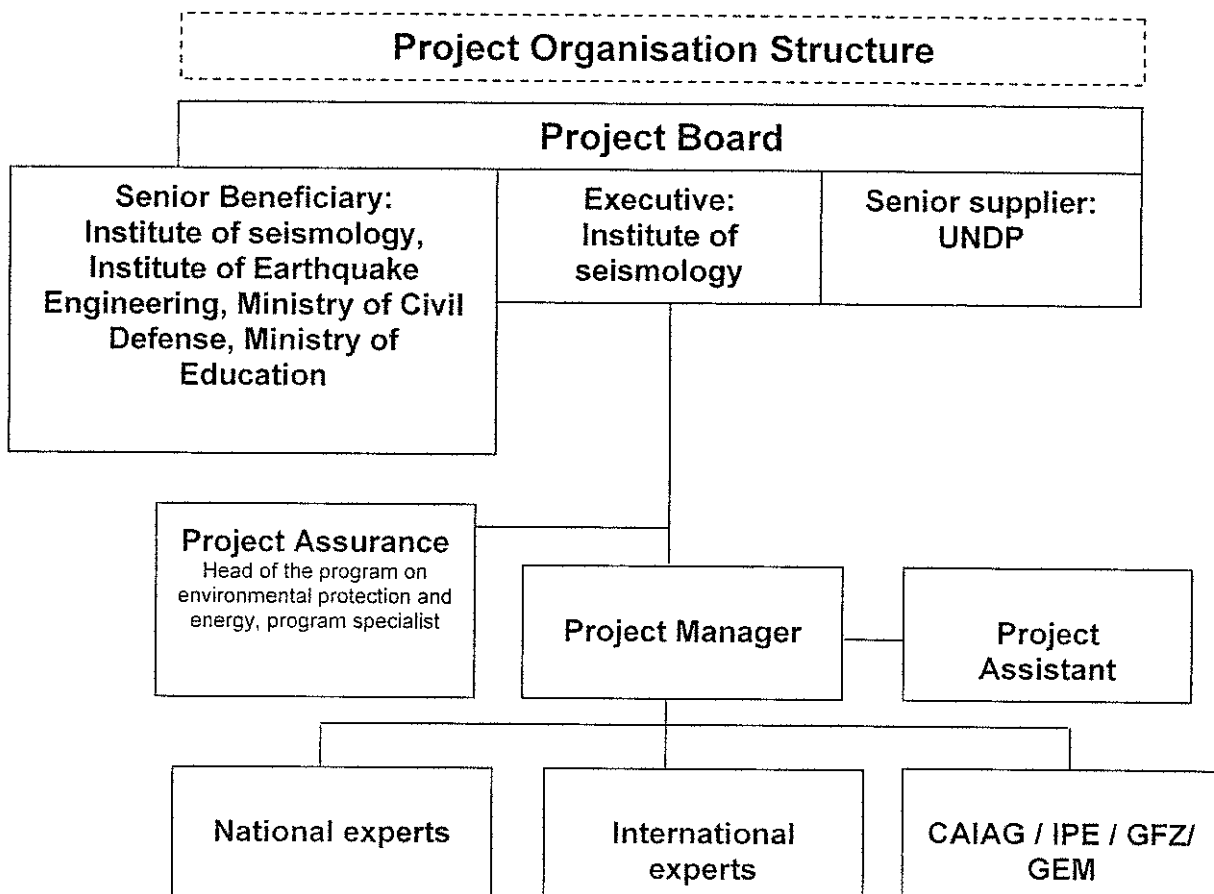 Project Organisation Structure
Project Board
Senior Beneficiary:
Institute of seismology,
Institute of Earthquake
Engineering, Ministry of Civil
Defense, Ministry of
Education
Executive:
Institute of
seismology
Senior supplier:
UNDP
Project Assurance
Head of the program on
environmental protection and
energy, program specialist
Project Manager
Project
Assistant
National experts
International
experts
CAIAG / IPE / GFZ/
GEM